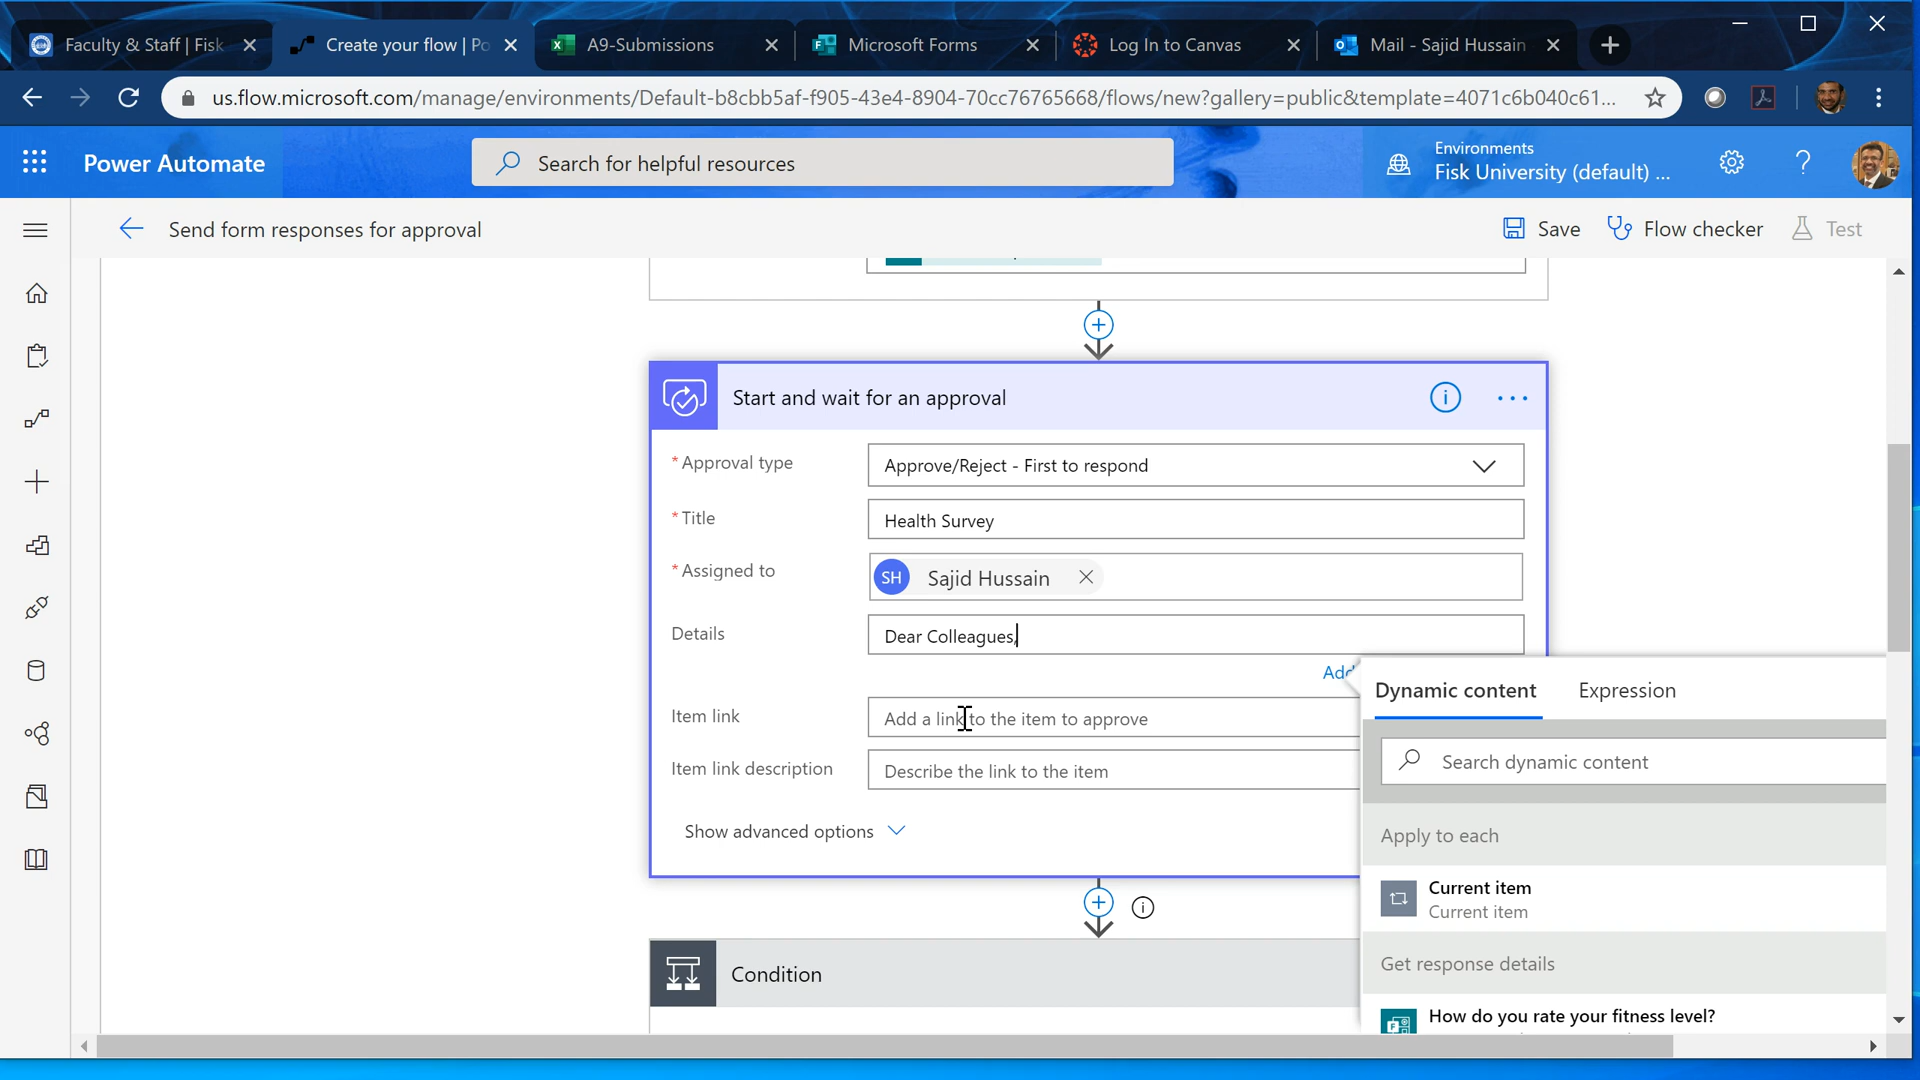 Faculty & Staff | Fisk
Create your flow | Po
A9-Submissions
Microsoft Forms
Log In to Canvas
Mail - Sajid Hussain
us.flow.microsoft.com/manage/environments/Default-b8cbb5af-f905-43e4-8904-70cc76765668/flows/new?gallery=public&template=4071c6b040c61...
Power Automate
Search for helpful resources
Environments
Fisk University (default) ...
Send form responses for approval
Save
Flow checker
Test
Start and wait for an approval
* Approval type
Approve/Reject - First to respond
* Title
Health Survey
* Assigned to
SH
Sajid Hussain
Details
Dear Colleagues,
Add
Dynamic content
Expression
Item link
Add a link to the item to approve
Search dynamic content
Item link description
Describe the link to the item
Show advanced options
Apply to each
Current item
Current item
Get response details
Condition
How do you rate your fitness level?